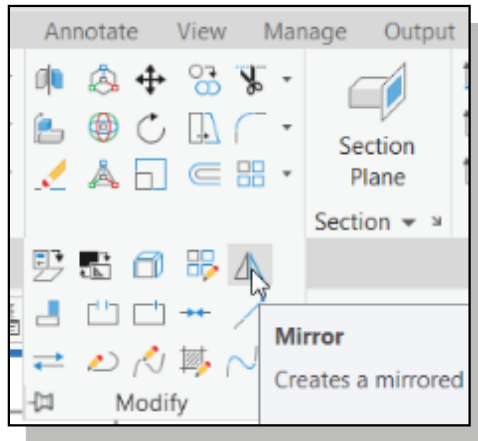 Annotate View Manage Output
Section
Plane
Section
Mirror
Creates a mirrored
Modify